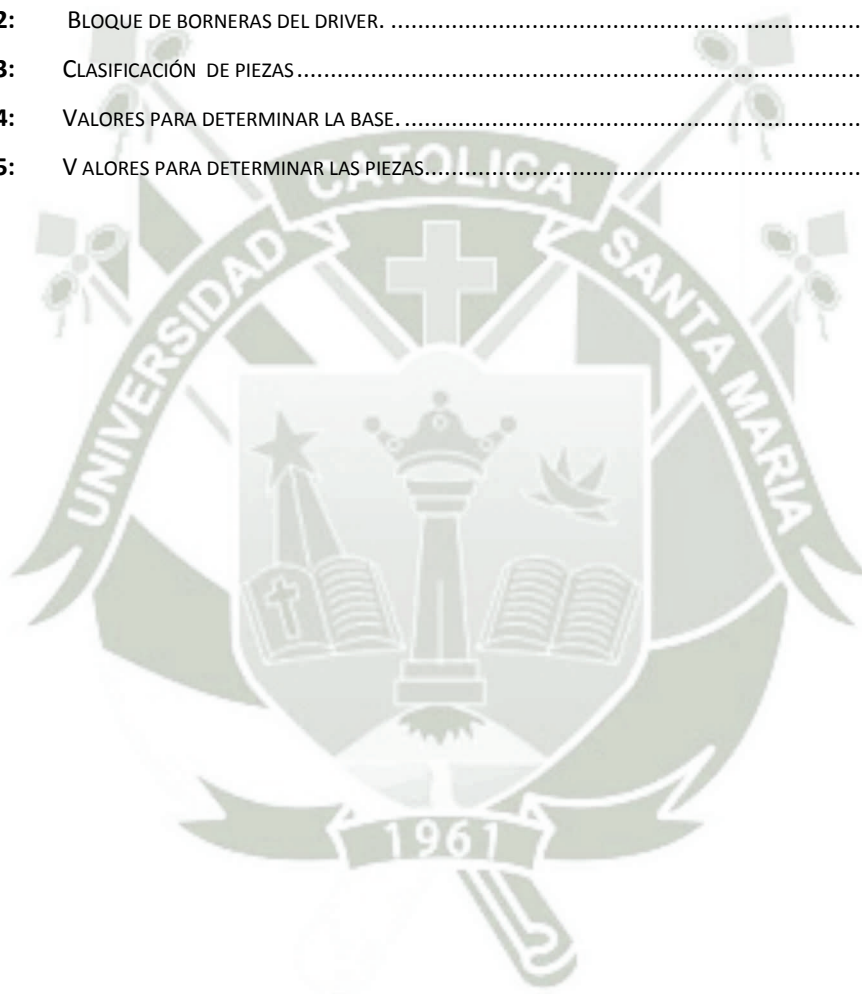 2: BLOQUE DE BORNERAS DEL DRIVER. ........................................................................................
3: CLASIFICACIÓN DE PIEZAS ........................................................................................................
4: VALORES PARA DETERMINAR LA BASE. .....................................................................................
5: V ALORES PARA DETERMINAR LAS PIEZAS.................................................................................
CATOLICA
UNIVERSIDAD
SANTA MARIA
1961